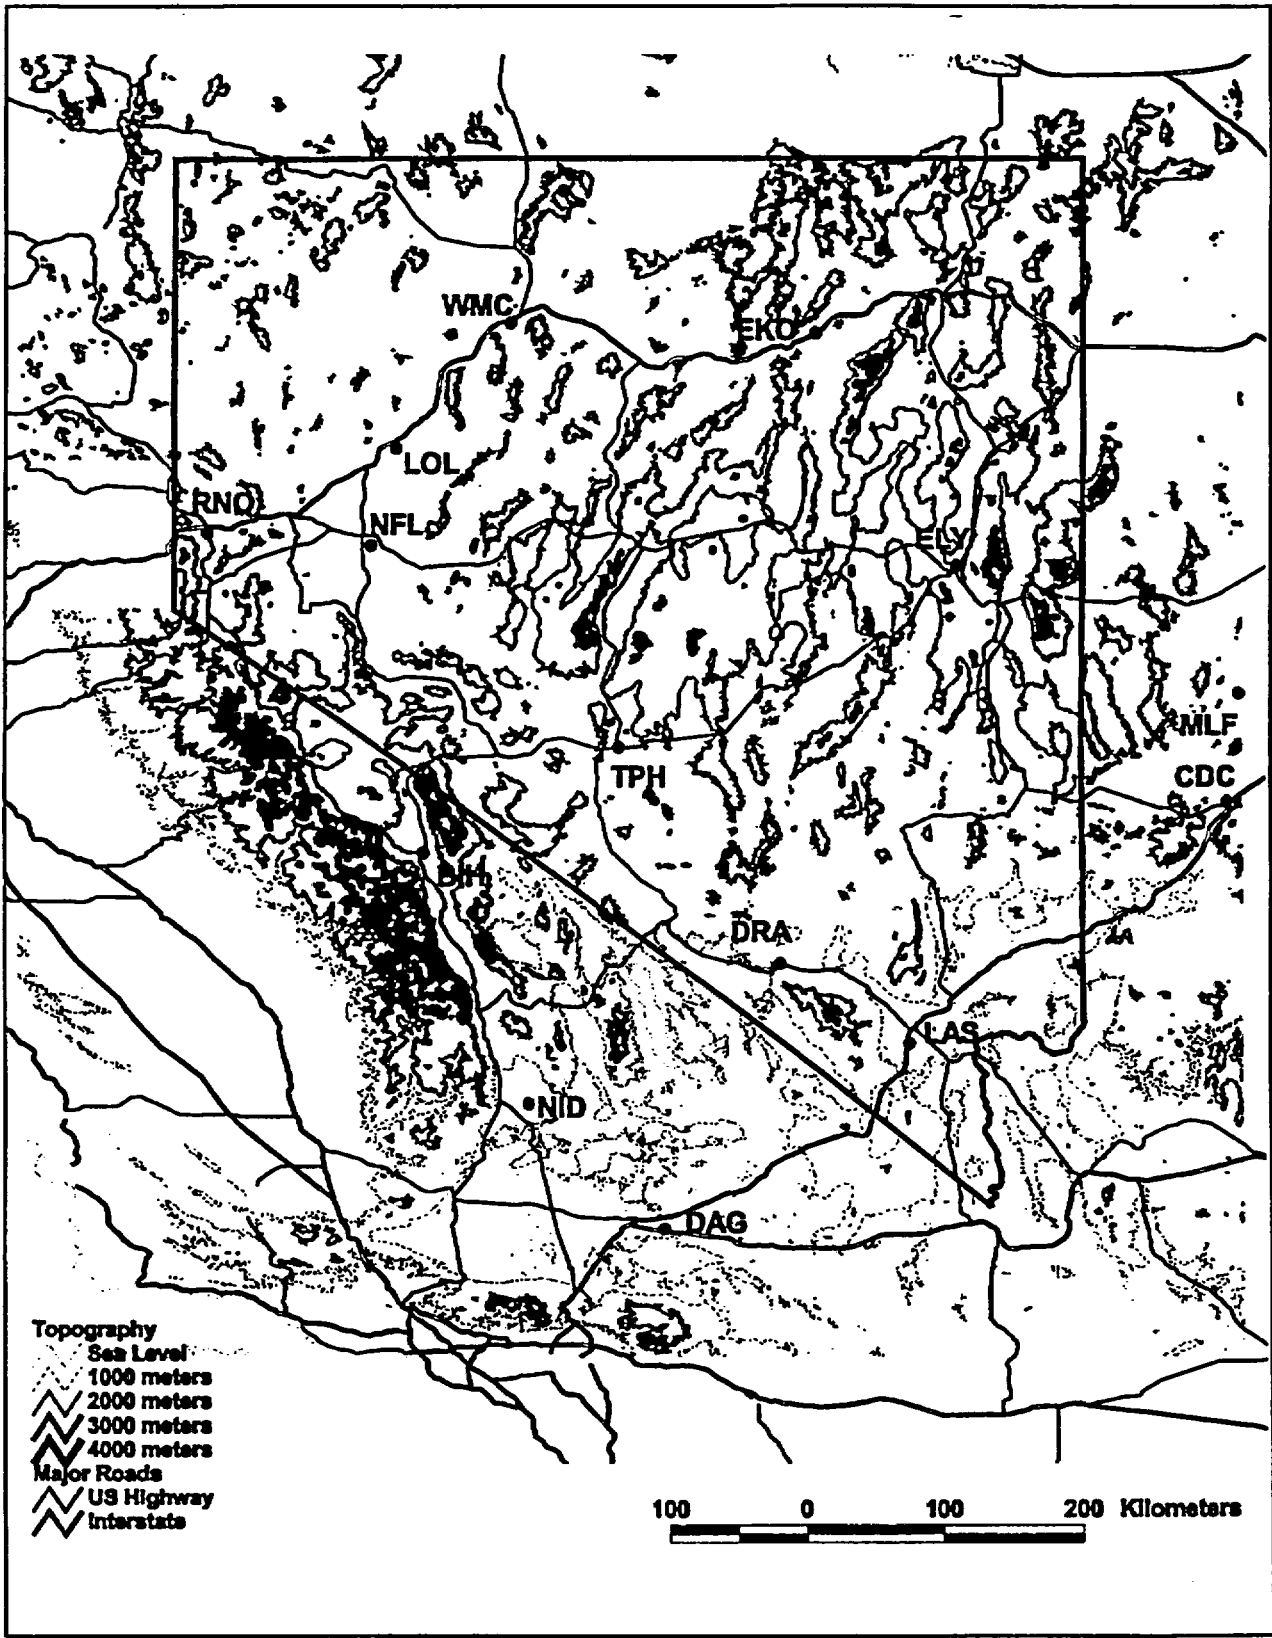 WMC
EKO
LOL
RNO
NFL
ELY
MLF
TPH
CDC
BIH
DRA
LAS
NID
DAG
Topography
Sea Level
1000 meters
2000 meters
3000 meters
4000 meters
Major Roads
US Highway
Interstate
100 0 100 200 Kilometers